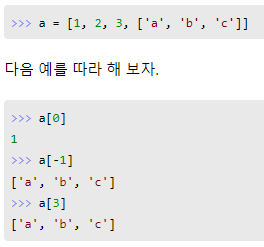 >>> a = [1, 2, 3, ['a', 'b', 'c']]
다음 예를 따라 해 보자.
>>> a[0]
1
>>> a[-1]
['a', 'b', 'c']
>>> a[3]
['a', 'b', 'c']